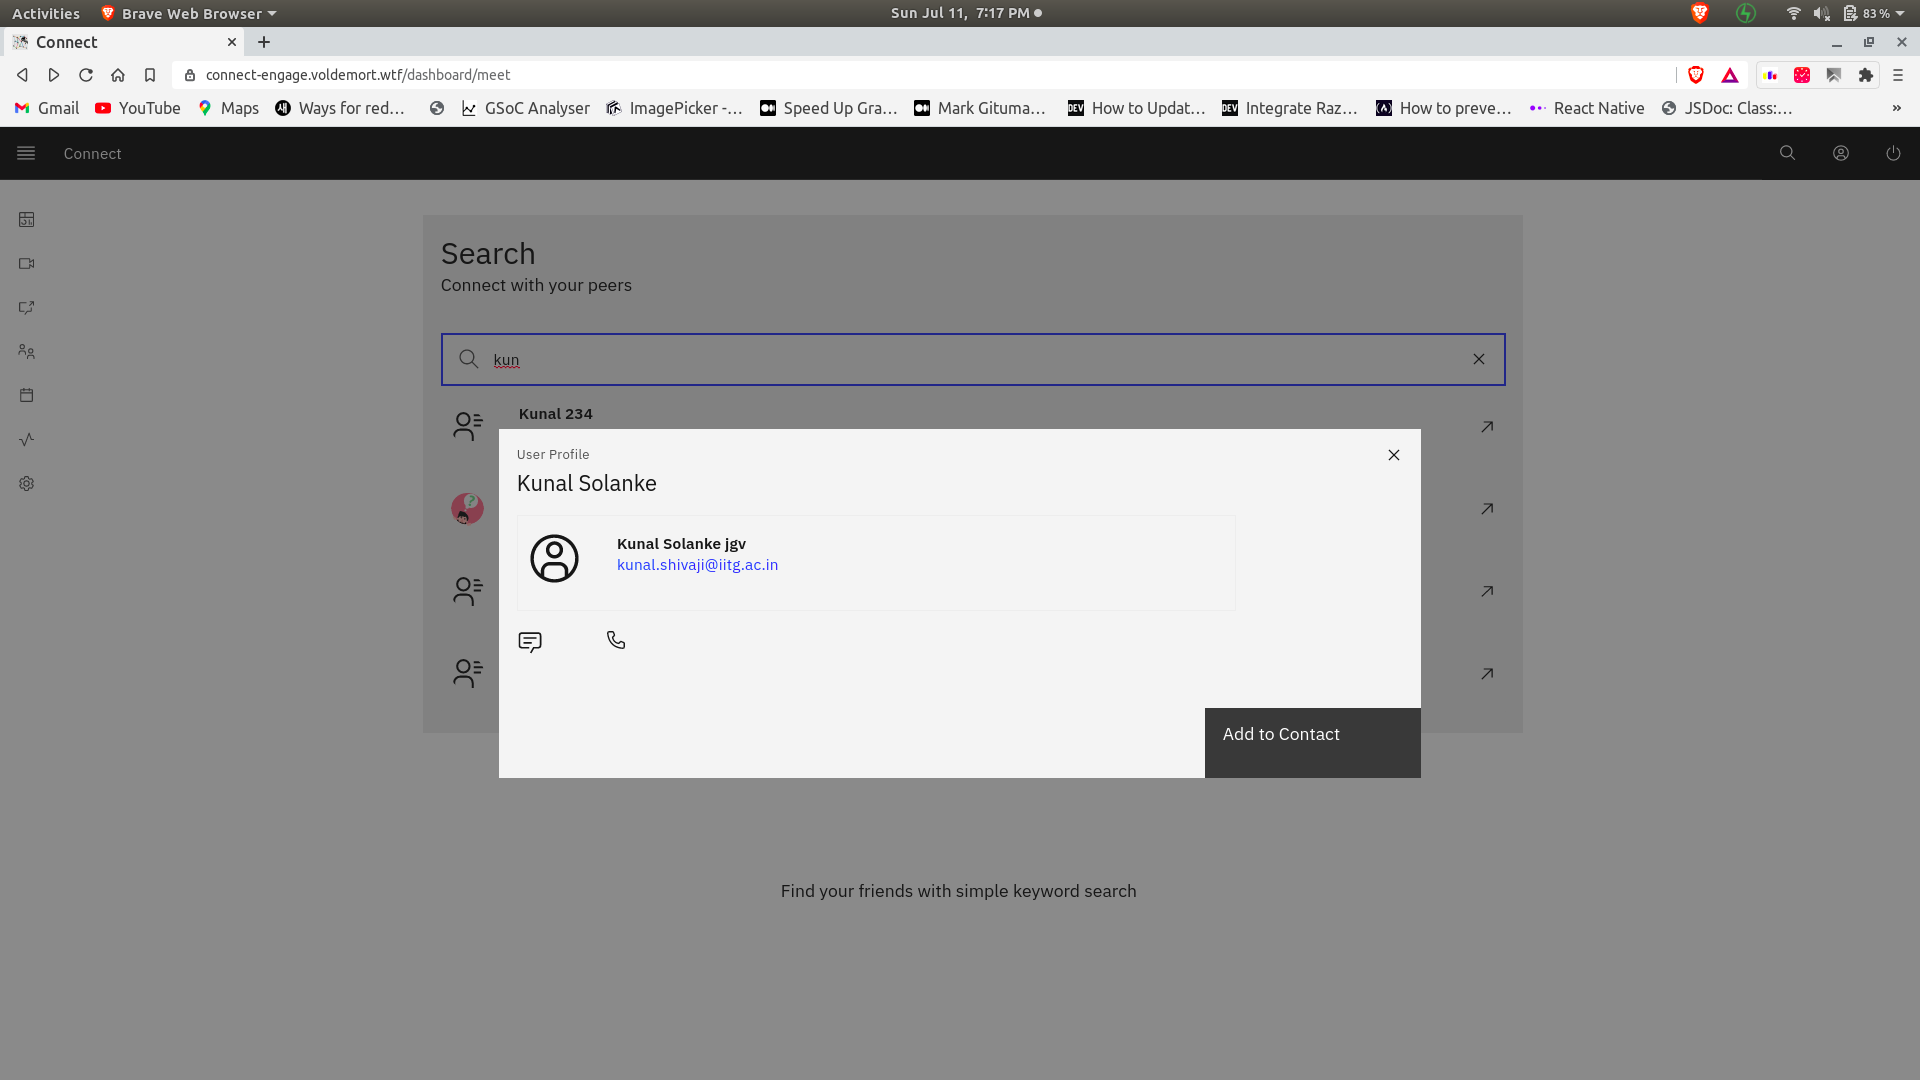 Activities
Brave Web Browser
Sun Jul 11, 7:17 PM
83 %
Connect
connect-engage.voldemort.wtf/dashboard/meet
Gmail
YouTube
Maps
Ways for red...
GSoC Analyser
ImagePicker -...
Speed Up Gra...
Mark Gituma...
DEV
How to Updat...
DEV
Integrate Raz...
How to preve...
React Native
JSDoc: Class:...
»
Connect
Search
Connect with your peers
kun
Kunal 234
User Profile
Kunal Solanke
Kunal Solanke jgv
kunal.shivaji@iitg.ac.in
Add to Contact
Find your friends with simple keyword search